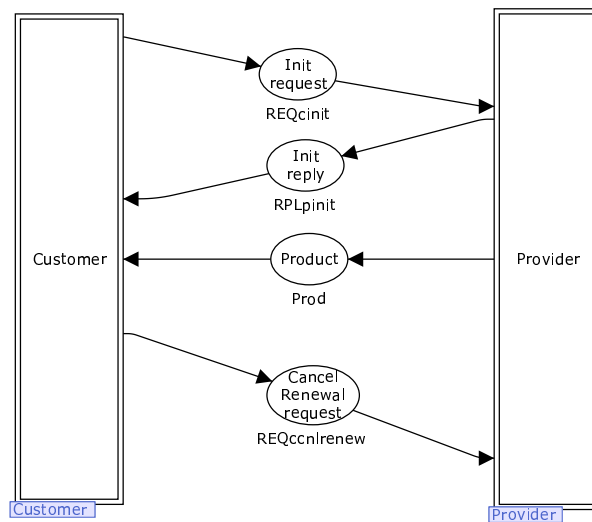 Init
request
REQcinit
Init
reply
RPLpinit
Customer
Product
Provider
Prod
Cancel
Renewal
request
REQccnlrenew
Customer
Provider